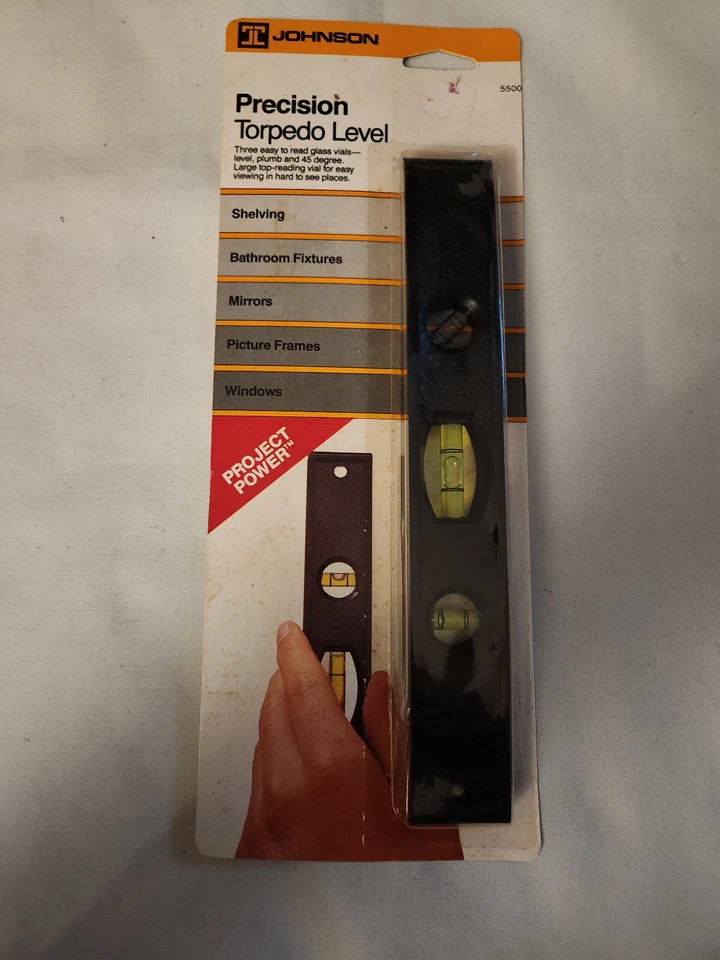 JOHNSON
5500
Precision
Torpedo Level
Three easy to read glass vials—
level, plumb and 45 degree.
Large top-reading vial for easy
viewing in hard to see places.
Shelving
Bathroom Fixtures
Mirrors
Picture Frames
Windows
PROJECT
POWER™